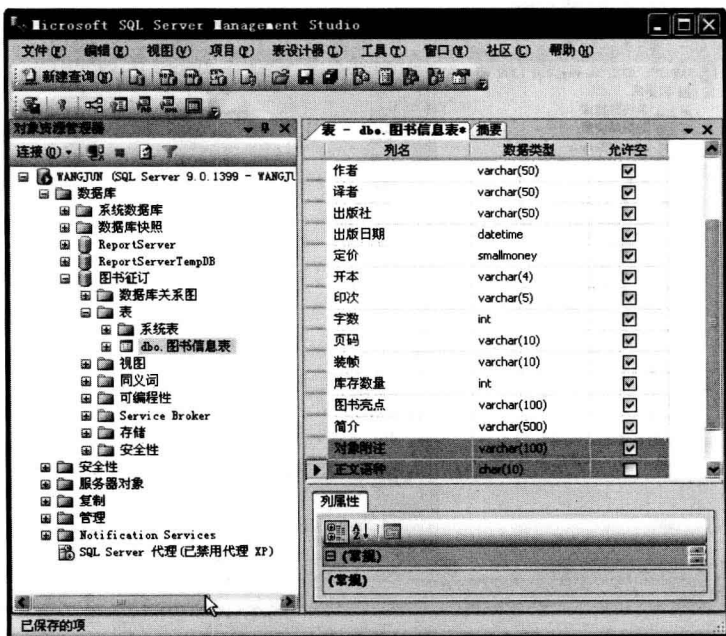 Microsoft SQL Server Management Studio
文件(F) 编辑(E) 视图(V) 项目(P) 表设计器(L) 工具(T) 窗口(W) 社区(C) 帮助(H)
新建查询(N)
对象资源管理器
连接(O)
WANGJUN (SQL Server 9.0.1399 - WANGJU
数据库
系统数据库
数据库快照
ReportServer
ReportServerTempDB
图书征订
数据库关系图
表
系统表
dbo.图书信息表
视图
同义词
可编程性
Service Broker
存储
安全性
安全性
服务器对象
复制
管理
Notification Services
SQL Server 代理(已禁用代理 XP)
表 - dbo.图书信息表* 摘要
列名 数据类型 允许空
作者 varchar(50)
译者 varchar(50)
出版社 varchar(50)
出版日期 datetime
定价 smallmoney
开本 varchar(4)
印次 varchar(5)
字数 int
页码 varchar(10)
装帧 varchar(10)
库存数量 int
图书亮点 varchar(100)
简介 varchar(500)
对象附注 varchar(100)
正文语种 char(10)
列属性
(常规)
(常规)
已保存的项